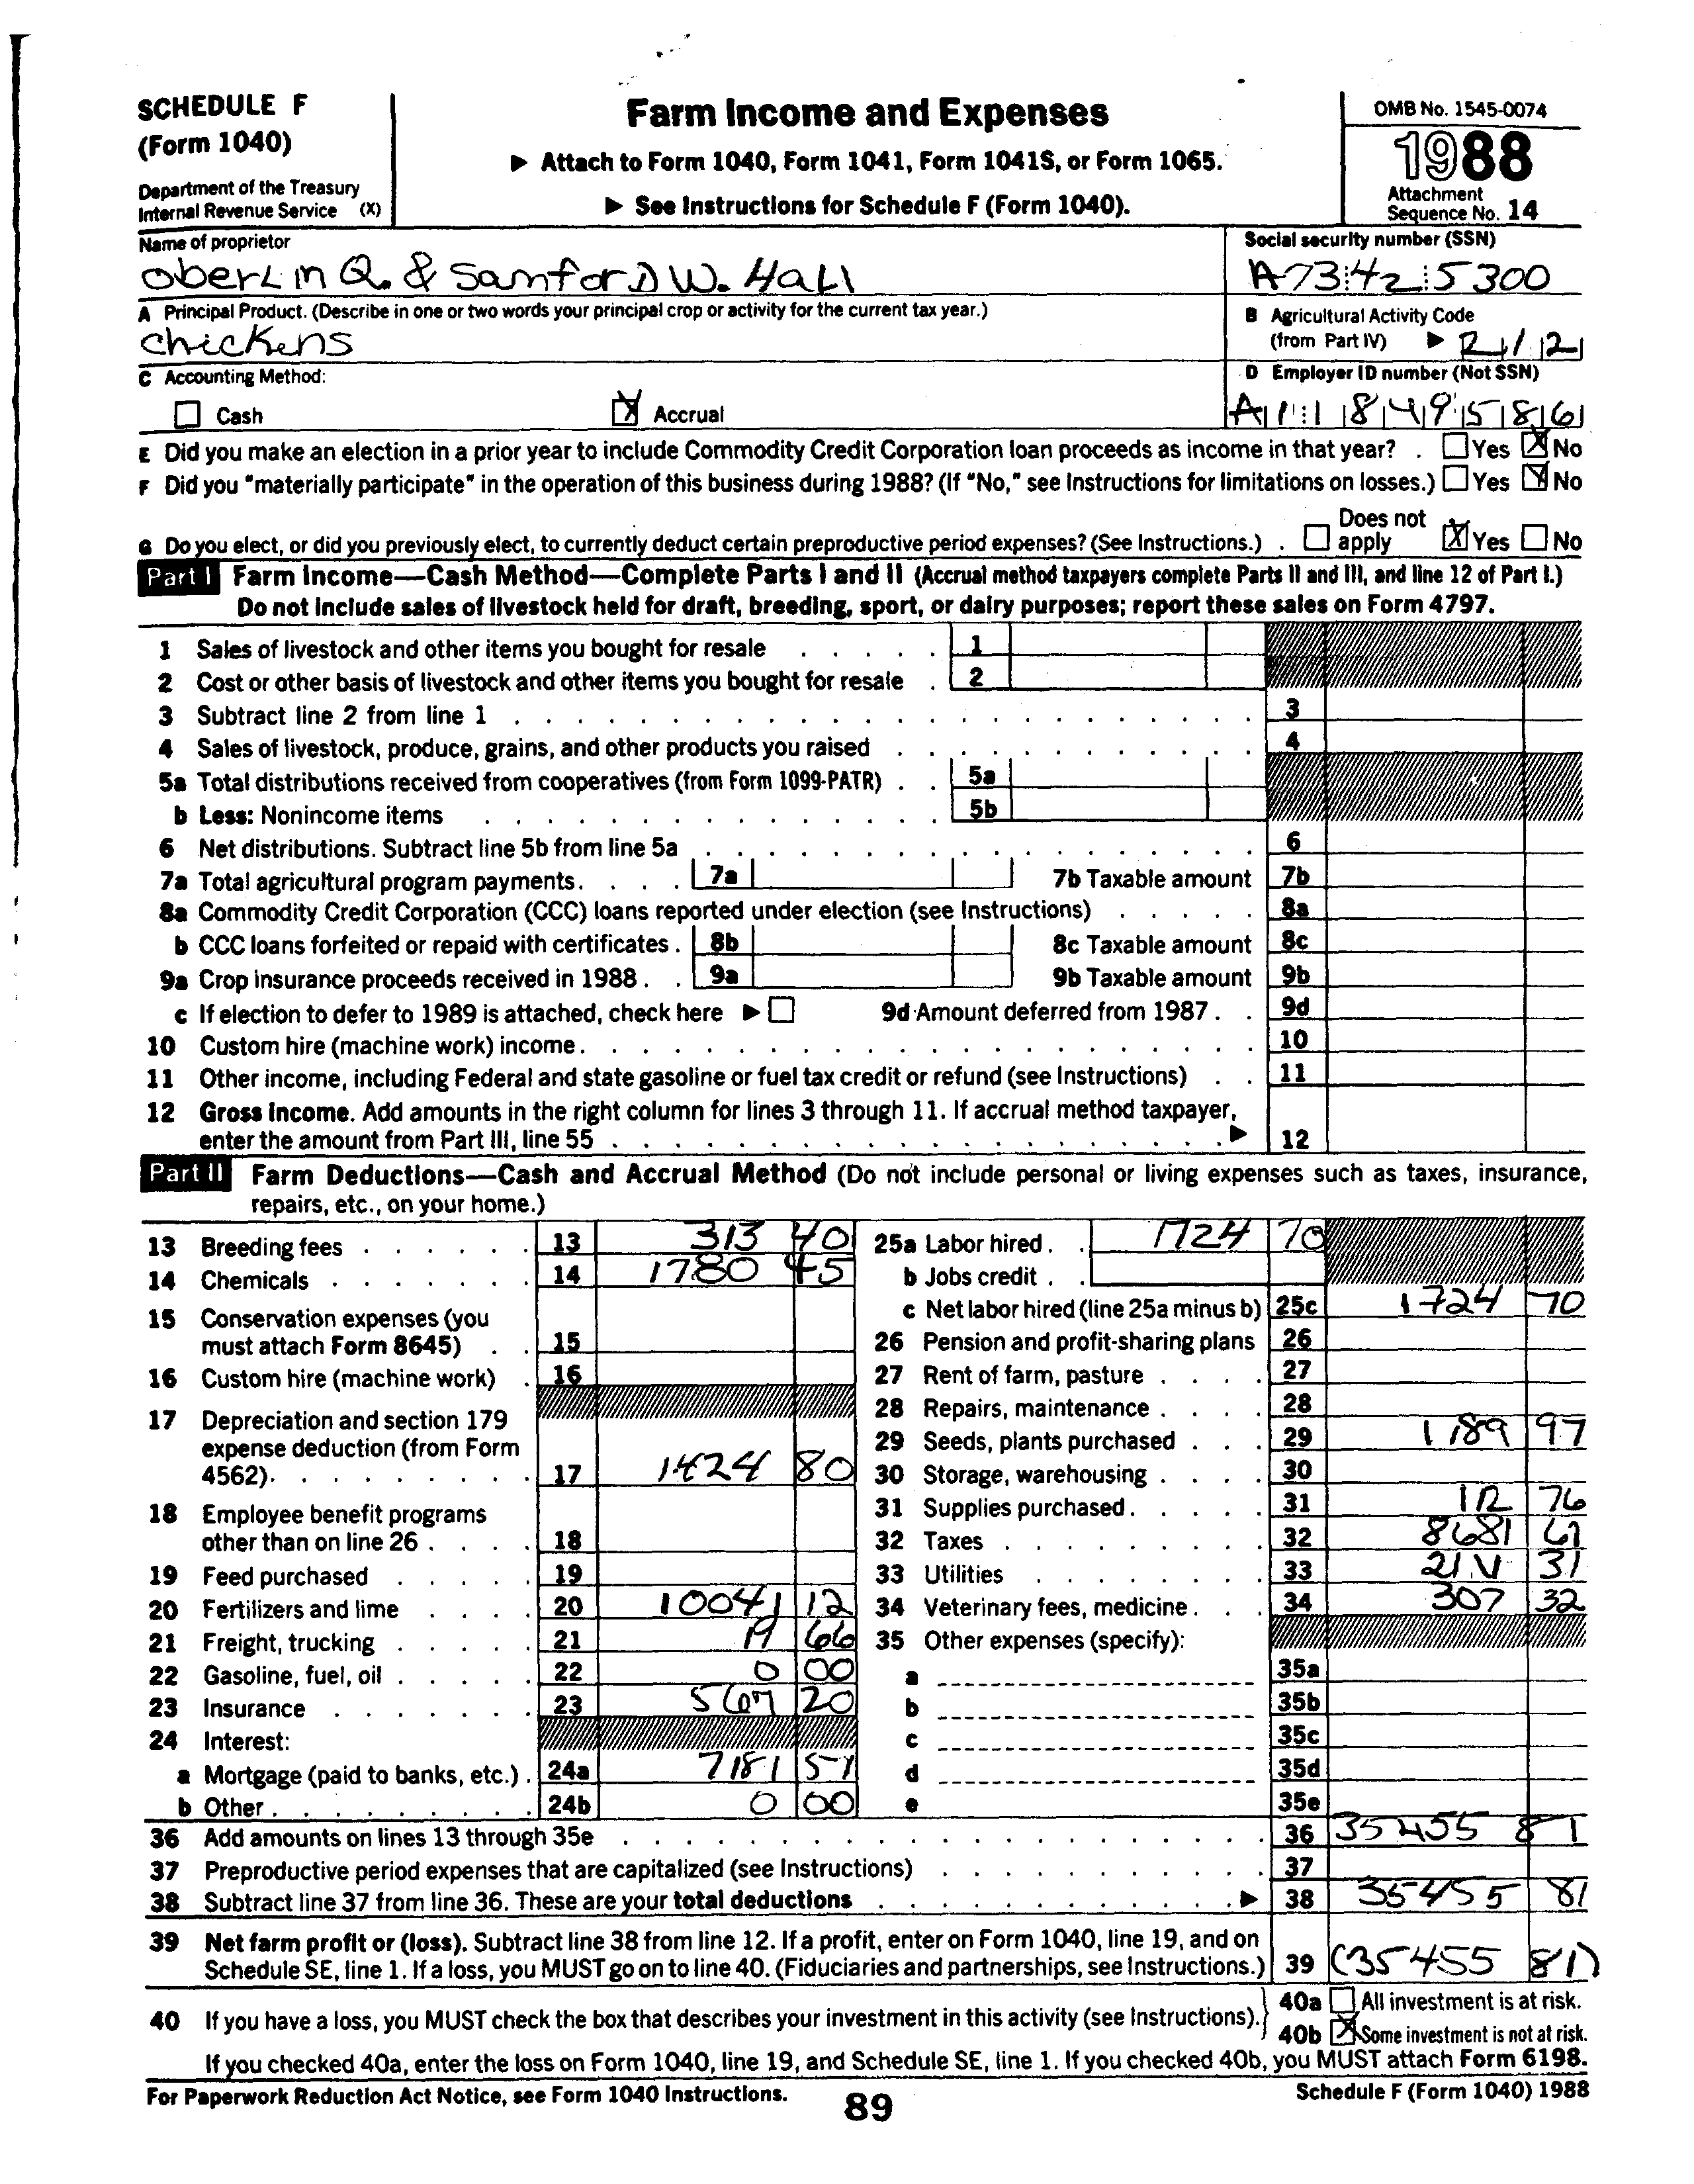 SCHEDULE F
(Form 1040)
Department of the Treasury
Internal Revenue Service (X)
Farm Income and Expenses
▶ Attach to Form 1040, Form 1041, Form 1041S, or Form 1065.
▶ See Instructions for Schedule F (Form 1040).
OMB No. 1545-0074
1988
Attachment
Sequence No. 14
Name of proprietor
Oberlin Q. & Sanford W. Hall
Social security number (SSN)
A73 42 5300
A Principal Product. (Describe in one or two words your principal crop or activity for the current tax year.)
Chickens
B Agricultural Activity Code
(from Part IV) ▶ 212
C Accounting Method:
Cash
Accrual
D Employer ID number (Not SSN)
A1 1849586
E Did you make an election in a prior year to include Commodity Credit Corporation loan proceeds as income in that year? . Yes No
F Did you "materially participate" in the operation of this business during 1988? (If "No," see Instructions for limitations on losses.) Yes No
G Do you elect, or did you previously elect, to currently deduct certain preproductive period expenses? (See Instructions.) . Does not apply Yes No
Part I Farm Income—Cash Method—Complete Parts I and II (Accrual method taxpayers complete Parts II and III, and line 12 of Part I.)
Do not include sales of livestock held for draft, breeding, sport, or dairy purposes; report these sales on Form 4797.
1 Sales of livestock and other items you bought for resale 1
2 Cost or other basis of livestock and other items you bought for resale 2
3 Subtract line 2 from line 1 3
4 Sales of livestock, produce, grains, and other products you raised 4
5a Total distributions received from cooperatives (from Form 1099-PATR) 5a
b Less: Nonincome items 5b
6 Net distributions. Subtract line 5b from line 5a 6
7a Total agricultural program payments. 7a 7b Taxable amount 7b
8a Commodity Credit Corporation (CCC) loans reported under election (see Instructions) 8a
b CCC loans forfeited or repaid with certificates . 8b 8c Taxable amount 8c
9a Crop insurance proceeds received in 1988 . 9a 9b Taxable amount 9b
c If election to defer to 1989 is attached, check here ▶ 9d Amount deferred from 1987 . 9d
10 Custom hire (machine work) income. 10
11 Other income, including Federal and state gasoline or fuel tax credit or refund (see Instructions) 11
12 Gross Income. Add amounts in the right column for lines 3 through 11. If accrual method taxpayer,
enter the amount from Part III, line 55 ▶ 12
Part II Farm Deductions—Cash and Accrual Method (Do not include personal or living expenses such as taxes, insurance,
repairs, etc., on your home.)
13 Breeding fees 13 313 40
14 Chemicals 14 1780 45
15 Conservation expenses (you
must attach Form 8645) 15
16 Custom hire (machine work) 16
17 Depreciation and section 179
expense deduction (from Form
4562). 17 1424 80
18 Employee benefit programs
other than on line 26 . 18
19 Feed purchased 19
20 Fertilizers and lime 20 10041 12
21 Freight, trucking 21 19 66
22 Gasoline, fuel, oil 22 0 00
23 Insurance 23 20
24 Interest:
a Mortgage (paid to banks, etc.) . 24a 7181
b Other . 24b 0 00
25a Labor hired . 1724 70
b Jobs credit .
c Net labor hired (line 25a minus b) 25c 1724 70
26 Pension and profit-sharing plans 26
27 Rent of farm, pasture 27
28 Repairs, maintenance 28
29 Seeds, plants purchased 29 1189 97
30 Storage, warehousing 30
31 Supplies purchased. 31 76
32 Taxes 32 8681 61
33 Utilities 33 31
34 Veterinary fees, medicine . 34 307 32
35 Other expenses (specify):
a 35a
b 35b
c 35c
d 35d
e 35e
36 Add amounts on lines 13 through 35e 36 35455 81
37 Preproductive period expenses that are capitalized (see Instructions) 37
38 Subtract line 37 from line 36. These are your total deductions ▶ 38 35455 81
39 Net farm profit or (loss). Subtract line 38 from line 12. If a profit, enter on Form 1040, line 19, and on
Schedule SE, line 1. If a loss, you MUST go on to line 40. (Fiduciaries and partnerships, see Instructions.) 39 (35455 81)
40 If you have a loss, you MUST check the box that describes your investment in this activity (see Instructions).
40a All investment is at risk.
40b Some investment is not at risk.
If you checked 40a, enter the loss on Form 1040, line 19, and Schedule SE, line 1. If you checked 40b, you MUST attach Form 6198.
For Paperwork Reduction Act Notice, see Form 1040 Instructions.
89
Schedule F (Form 1040) 1988